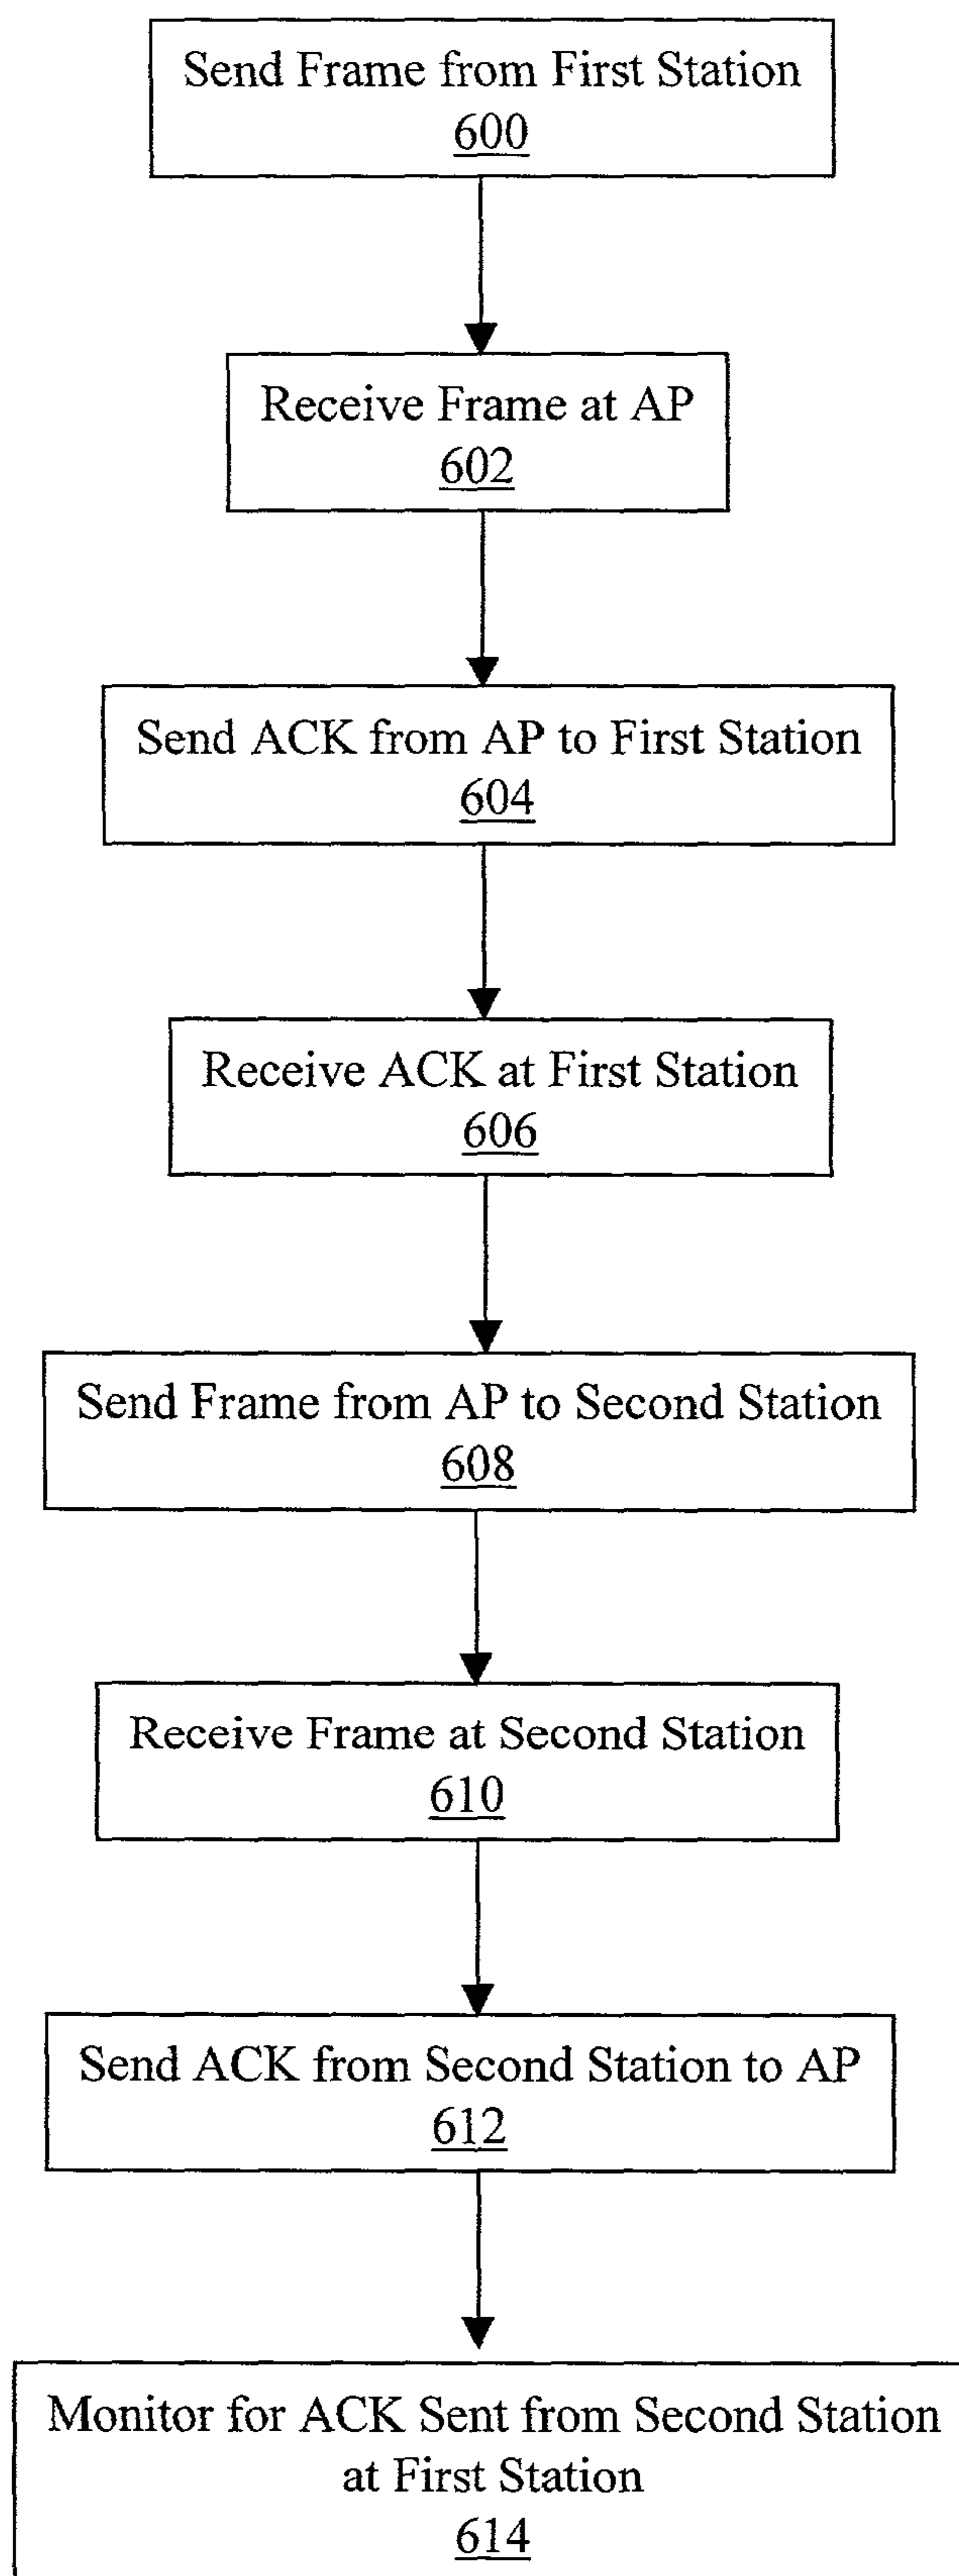 Send Frame from First Station
600
Receive Frame at AP
602
Send ACK from AP to First Station
604
Receive ACK at First Station
606
Send Frame from AP to Second Station
608
Receive Frame at Second Station
610
Send ACK from Second Station to AP
612
Monitor for ACK Sent from Second Station
at First Station
614